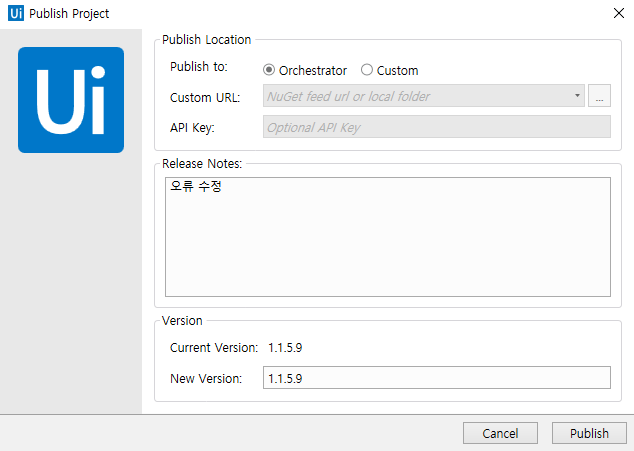 Ui Publish Project
Ui
Publish Location
Publish to: Orchestrator Custom
Custom URL: NuGet feed url or local folder ...
API Key: Optional API Key
Release Notes:
오류 수정
Version
Current Version: 1.1.5.9
New Version: 1.1.5.9
Cancel Publish